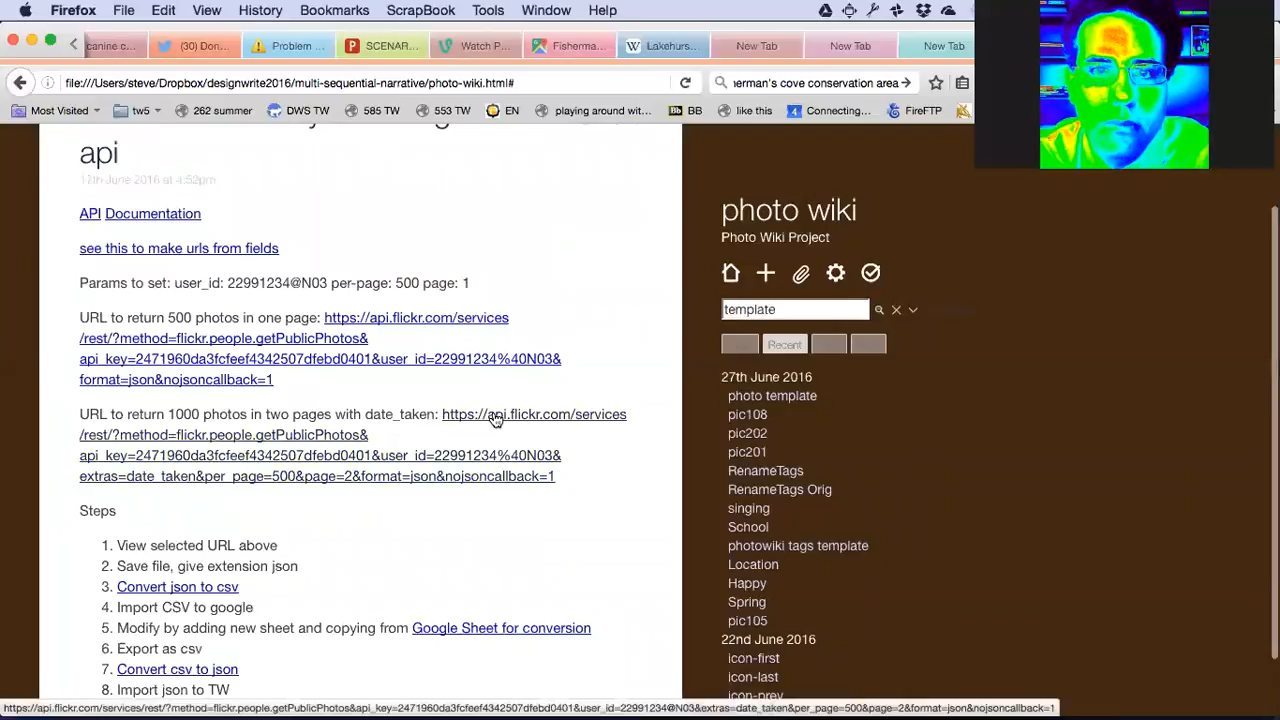 Firefox File Edit View History Bookmarks ScrapBook Tools Window Help
canine c... (30) Don... Problem ... SCENAR... Watch P... Fisherma... Lakehurs... New Tab New Tab New Tab
file:///Users/steve/Dropbox/designwrite2016/multi-sequential-narrative/photo-wiki.html# herman's cove conservation area
Most Visited tw5 262 summer DWS TW 585 TW 553 TW EN playing around wit... BB like this Connecting... FireFTP
api
17th June 2016 at 4:52pm
API Documentation
see this to make urls from fields
Params to set: user_id: 22991234@N03 per-page: 500 page: 1
URL to return 500 photos in one page: https://api.flickr.com/services
/rest/?method=flickr.people.getPublicPhotos&
api_key=2471960da3fcfeef4342507dfebd0401&user_id=22991234%40N03&
format=json&nojsoncallback=1
URL to return 1000 photos in two pages with date_taken: https://api.flickr.com/services
/rest/?method=flickr.people.getPublicPhotos&
api_key=2471960da3fcfeef4342507dfebd0401&user_id=22991234%40N03&
extras=date_taken&per_page=500&page=2&format=json&nojsoncallback=1
Steps
1. View selected URL above
2. Save file, give extension json
3. Convert json to csv
4. Import CSV to google
5. Modify by adding new sheet and copying from Google Sheet for conversion
6. Export as csv
7. Convert csv to json
8. Import json to TW
photo wiki
Photo Wiki Project
template
Recent
27th June 2016
photo template
pic108
pic202
pic201
RenameTags
RenameTags Orig
singing
School
photowiki tags template
Location
Happy
Spring
pic105
22nd June 2016
icon-first
icon-last
icon-prev
https://api.flickr.com/services/rest/?method=flickr.people.getPublicPhotos&api_key=2471960da3fcfeef4342507dfebd0401&user_id=22991234@N03&extras=date_taken&per_page=500&page=2&format=json&nojsoncallback=1